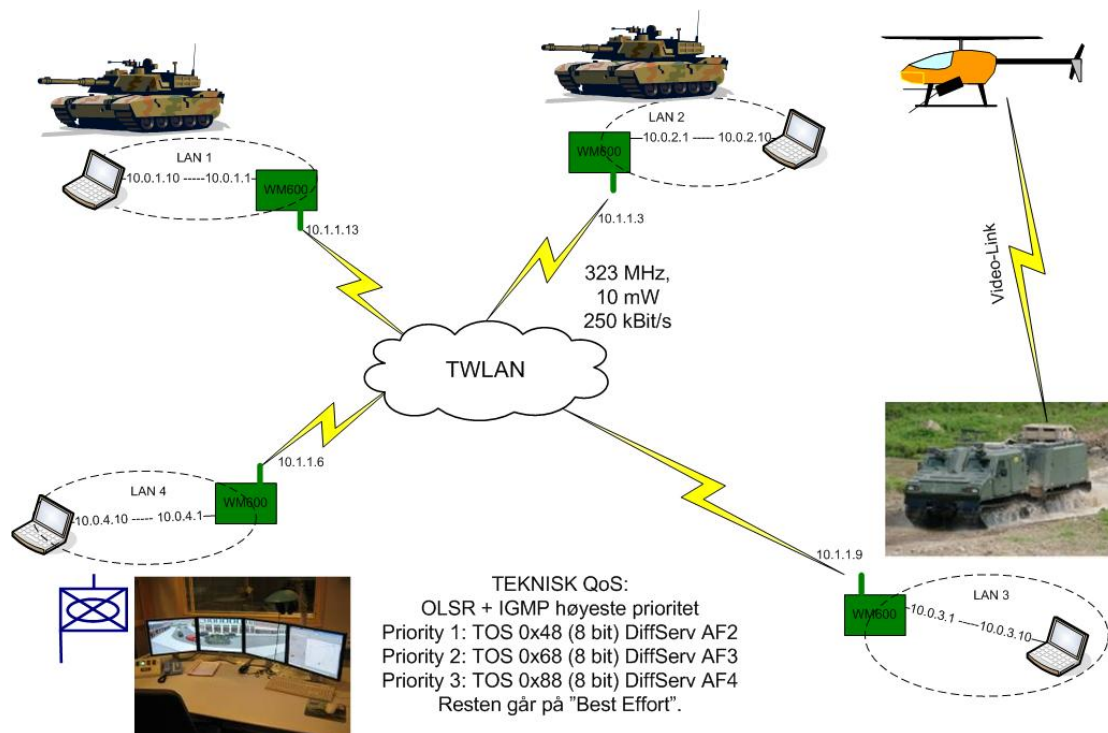 LAN 1
10.0.1.10 ----- 10.0.1.1
WM600
10.1.1.13
LAN 2
10.0.2.1 ----- 10.0.2.10
WM600
10.1.1.3
323 MHz,
10 mW
250 kBit/s
Video-Link
TWLAN
10.1.1.6
LAN 4
WM600
10.0.4.10 ----- 10.0.4.1
10.1.1.9
WM600
LAN 3
10.0.3.1 ----- 10.0.3.10
TEKNISK QoS:
OLSR + IGMP høyeste prioritet
Priority 1: TOS 0x48 (8 bit) DiffServ AF2
Priority 2: TOS 0x68 (8 bit) DiffServ AF3
Priority 3: TOS 0x88 (8 bit) DiffServ AF4
Resten går på ”Best Effort”.